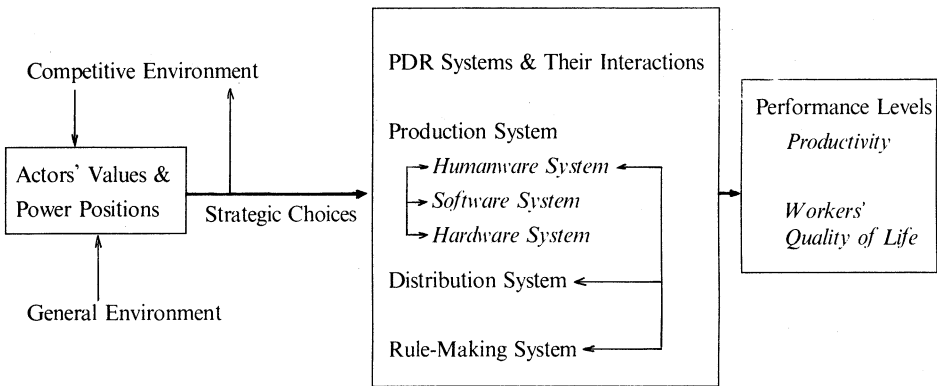 Competitive Environment
Actors' Values &
Power Positions
General Environment
Strategic Choices
PDR Systems & Their Interactions
Production System
Humanware System
Software System
Hardware System
Distribution System
Rule-Making System
Performance Levels
Productivity
Workers'
Quality of Life